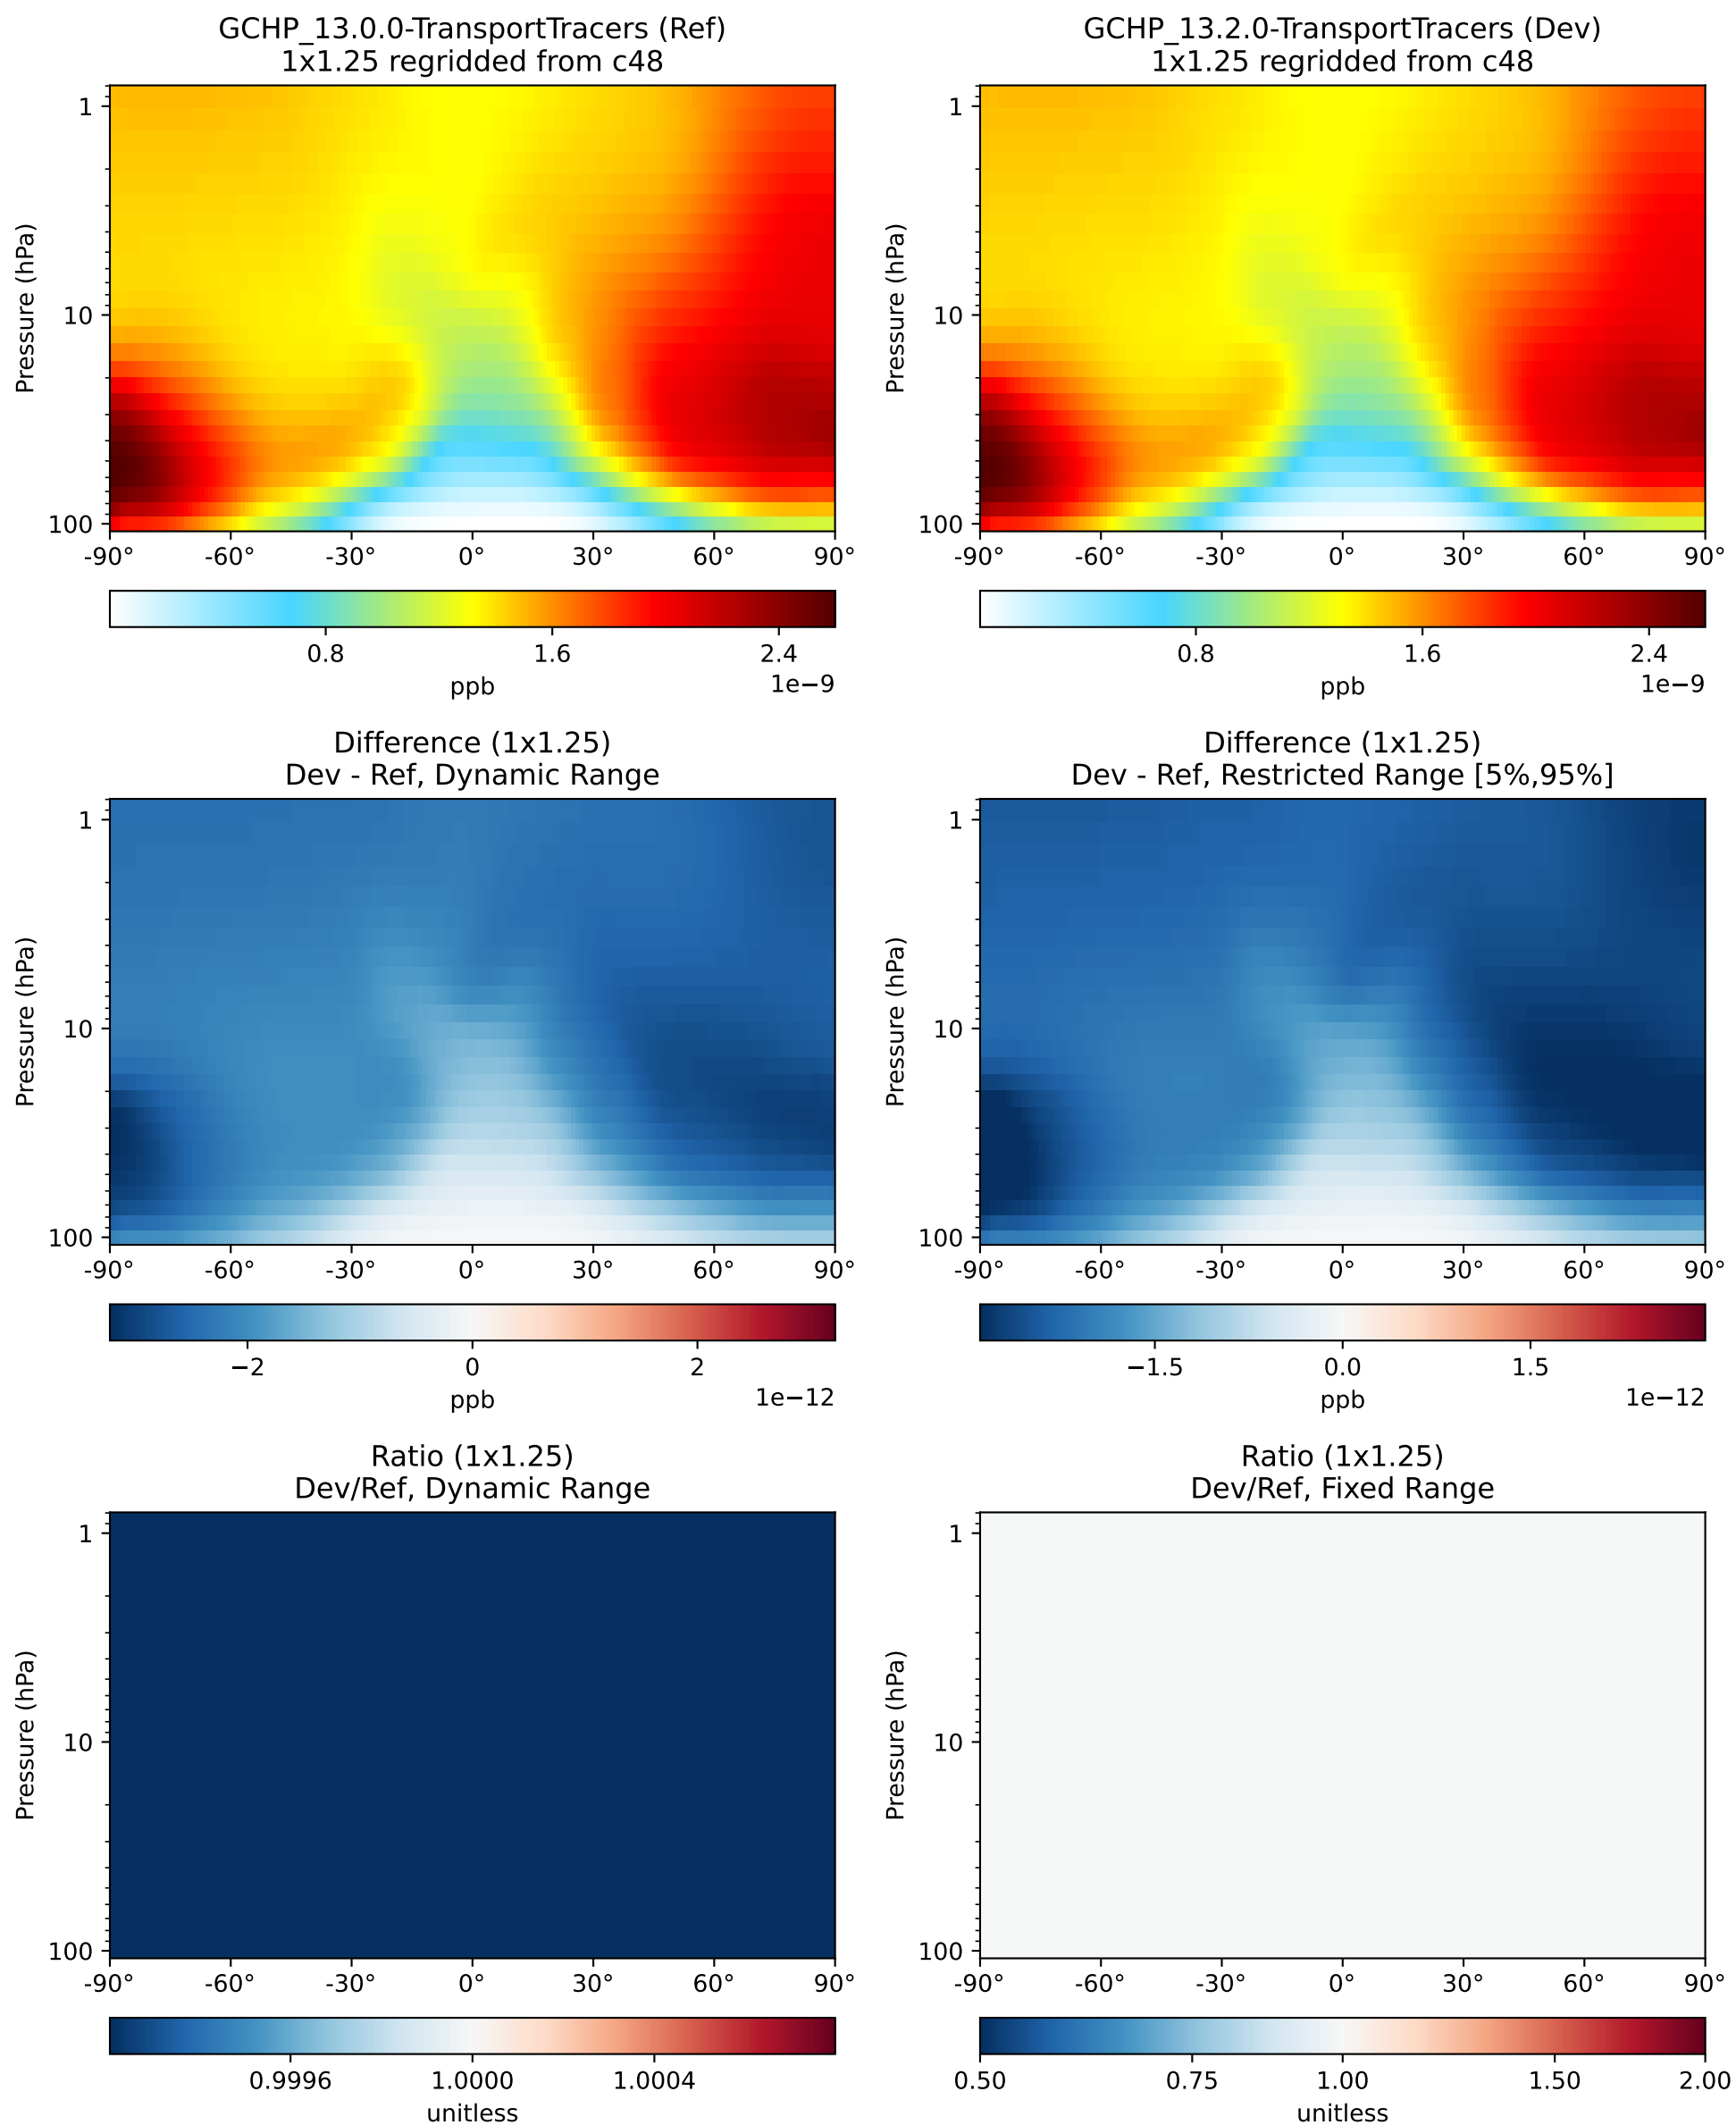 GCHP_13.0.0-TransportTracers (Ref)
1x1.25 regridded from c48
Pressure (hPa)
1
10
100
-90° -60° -30° 0° 30° 60° 90°
0.8 1.6 2.4
ppb
1e−9
GCHP_13.2.0-TransportTracers (Dev)
1x1.25 regridded from c48
Pressure (hPa)
1
10
100
-90° -60° -30° 0° 30° 60° 90°
0.8 1.6 2.4
ppb
1e−9
Difference (1x1.25)
Dev - Ref, Dynamic Range
Pressure (hPa)
1
10
100
-90° -60° -30° 0° 30° 60° 90°
−2 0 2
ppb
1e−12
Difference (1x1.25)
Dev - Ref, Restricted Range [5%,95%]
Pressure (hPa)
1
10
100
-90° -60° -30° 0° 30° 60° 90°
−1.5 0.0 1.5
ppb
1e−12
Ratio (1x1.25)
Dev/Ref, Dynamic Range
Pressure (hPa)
1
10
100
-90° -60° -30° 0° 30° 60° 90°
0.9996 1.0000 1.0004
unitless
Ratio (1x1.25)
Dev/Ref, Fixed Range
Pressure (hPa)
1
10
100
-90° -60° -30° 0° 30° 60° 90°
0.50 0.75 1.00 1.50 2.00
unitless